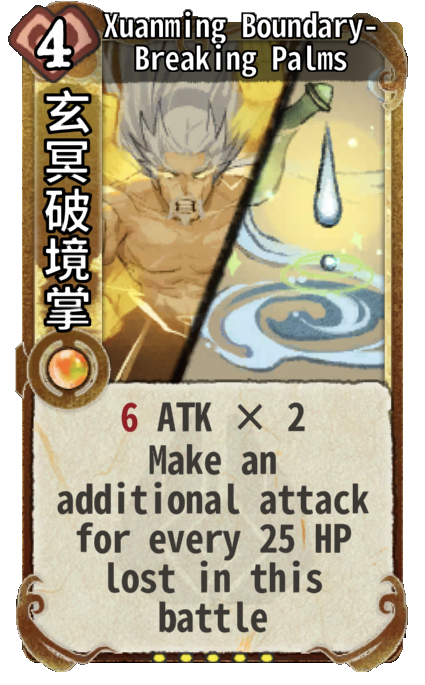 4
Xuanming Boundary-
Breaking Palms
玄冥破境掌
6 ATK × 2
Make an
additional attack
for every 25 HP
lost in this
battle